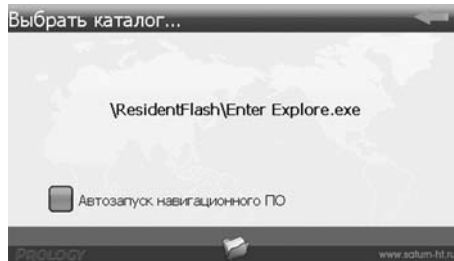 Выбрать каталог...
\ResidentFlash\Enter Explore.exe
Автозапуск навигационного ПО
PROLOGY
www.saturn-ht.ru